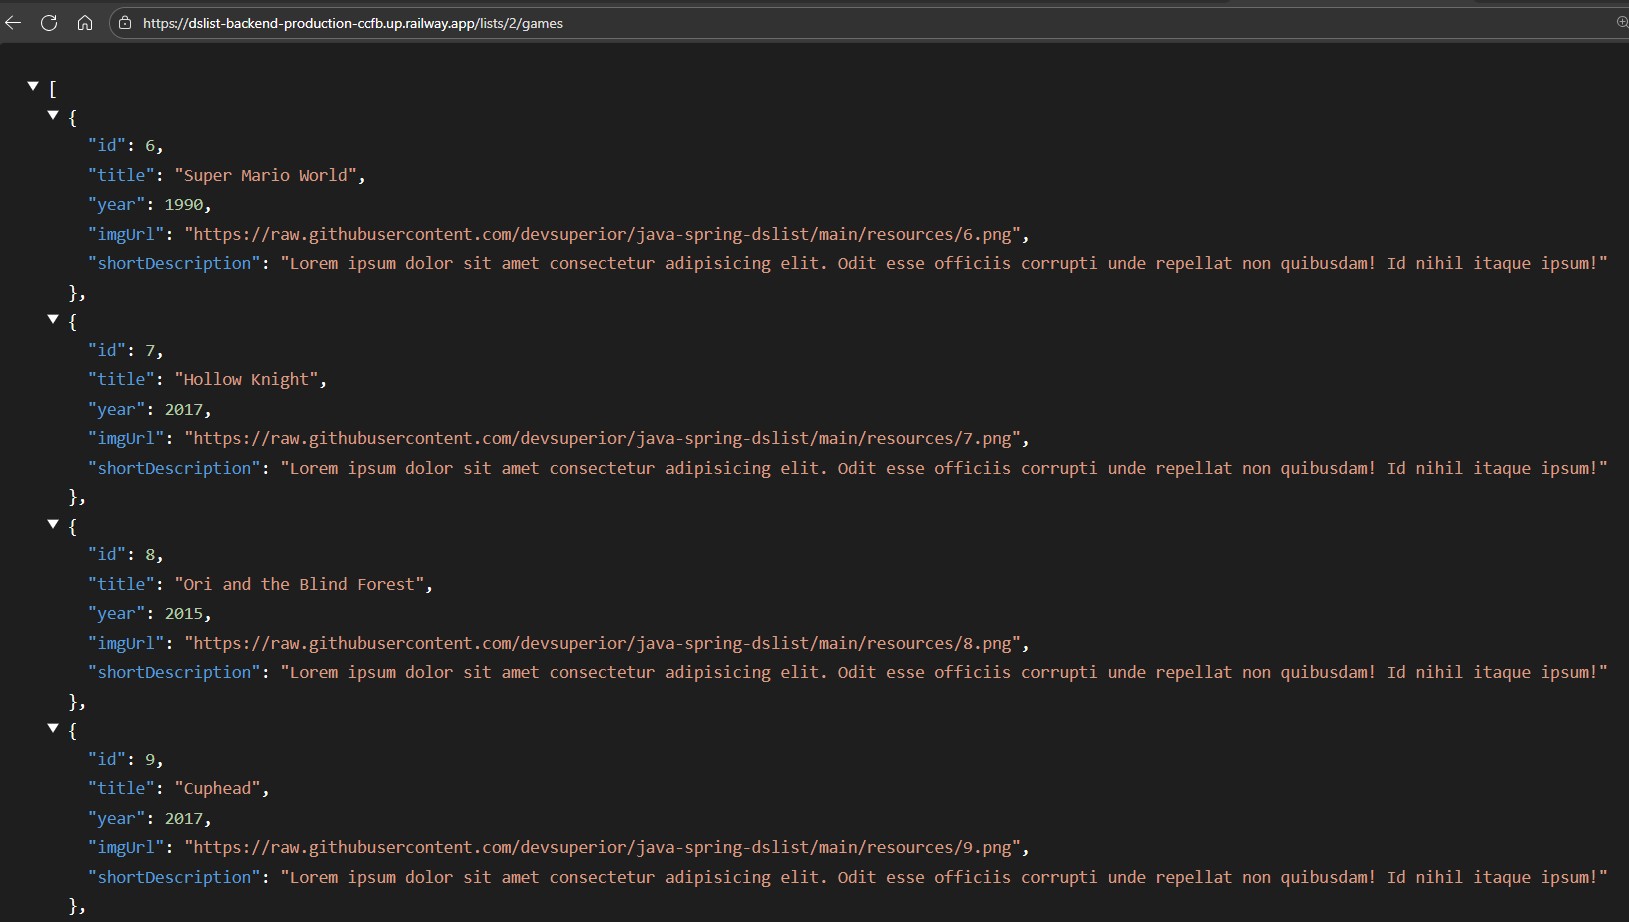 https://dslist-backend-production-ccfb.up.railway.app/lists/2/games
[
{
"id": 6,
"title": "Super Mario World",
"year": 1990,
"imgUrl": "https://raw.githubusercontent.com/devsuperior/java-spring-dslist/main/resources/6.png",
"shortDescription": "Lorem ipsum dolor sit amet consectetur adipisicing elit. Odit esse officiis corrupti unde repellat non quibusdam! Id nihil itaque ipsum!"
},
{
"id": 7,
"title": "Hollow Knight",
"year": 2017,
"imgUrl": "https://raw.githubusercontent.com/devsuperior/java-spring-dslist/main/resources/7.png",
"shortDescription": "Lorem ipsum dolor sit amet consectetur adipisicing elit. Odit esse officiis corrupti unde repellat non quibusdam! Id nihil itaque ipsum!"
},
{
"id": 8,
"title": "Ori and the Blind Forest",
"year": 2015,
"imgUrl": "https://raw.githubusercontent.com/devsuperior/java-spring-dslist/main/resources/8.png",
"shortDescription": "Lorem ipsum dolor sit amet consectetur adipisicing elit. Odit esse officiis corrupti unde repellat non quibusdam! Id nihil itaque ipsum!"
},
{
"id": 9,
"title": "Cuphead",
"year": 2017,
"imgUrl": "https://raw.githubusercontent.com/devsuperior/java-spring-dslist/main/resources/9.png",
"shortDescription": "Lorem ipsum dolor sit amet consectetur adipisicing elit. Odit esse officiis corrupti unde repellat non quibusdam! Id nihil itaque ipsum!"
},